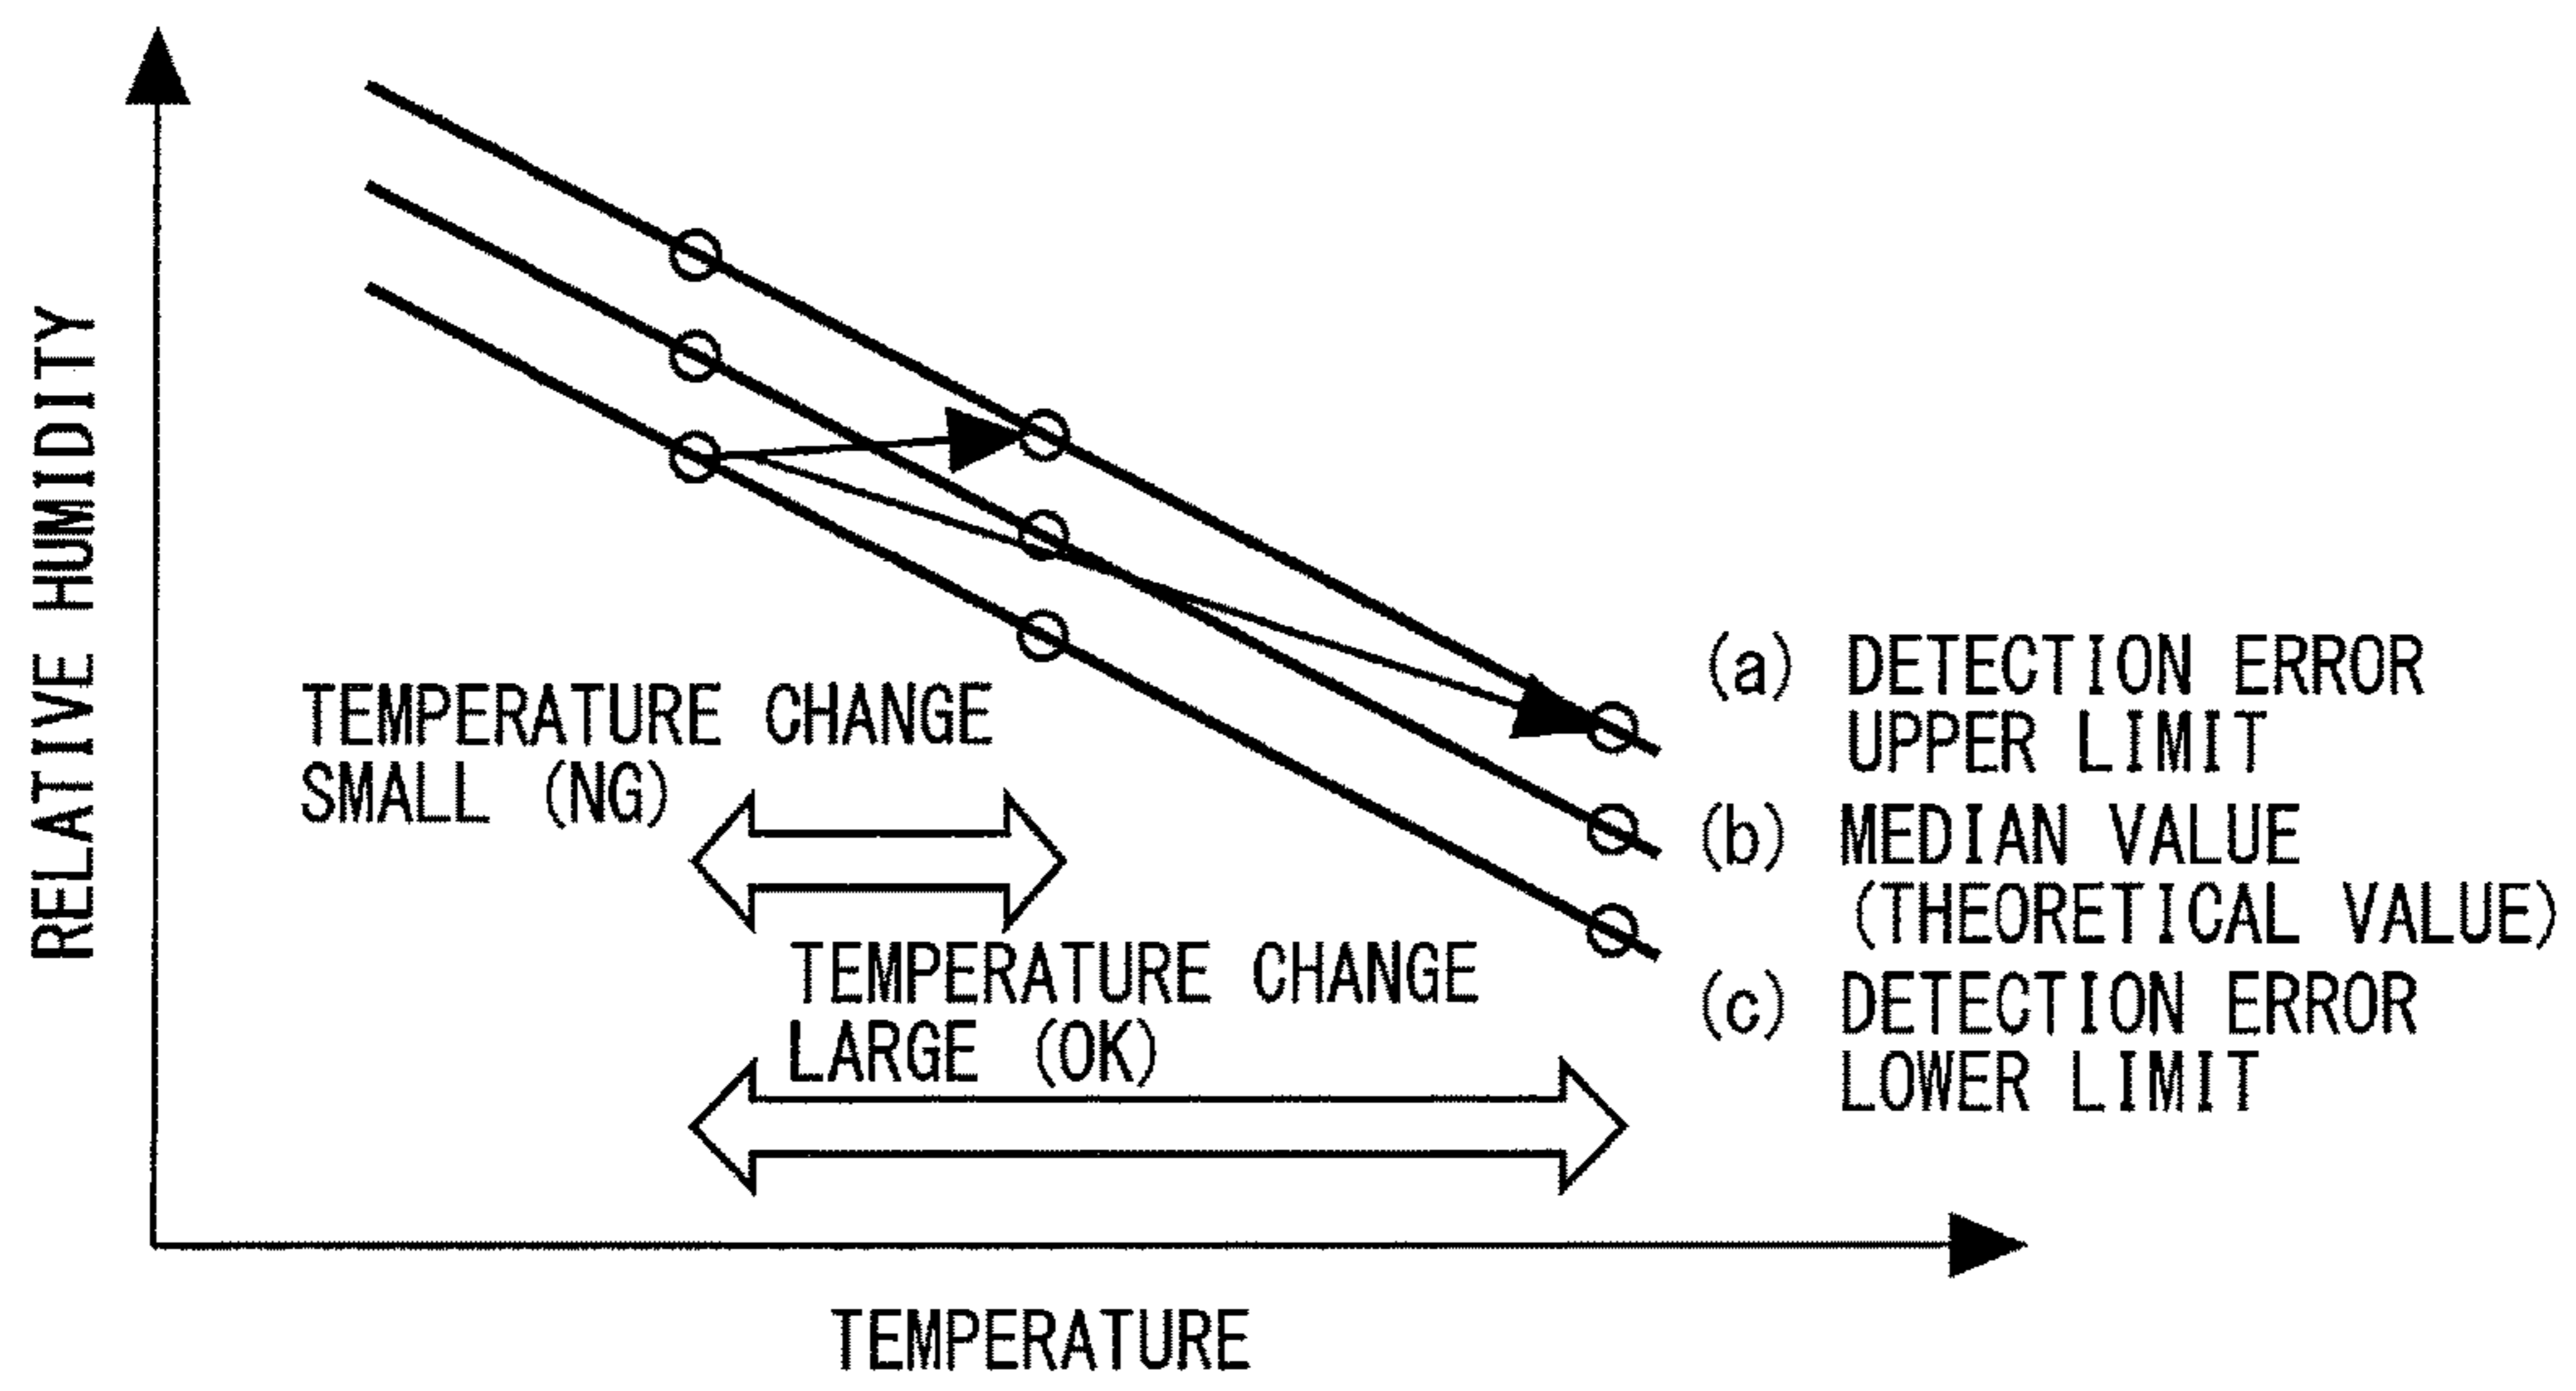 RELATIVE HUMIDITY
TEMPERATURE CHANGE
SMALL (NG)
TEMPERATURE CHANGE
LARGE (OK)
(a) DETECTION ERROR
UPPER LIMIT
(b) MEDIAN VALUE
(THEORETICAL VALUE)
(c) DETECTION ERROR
LOWER LIMIT
TEMPERATURE